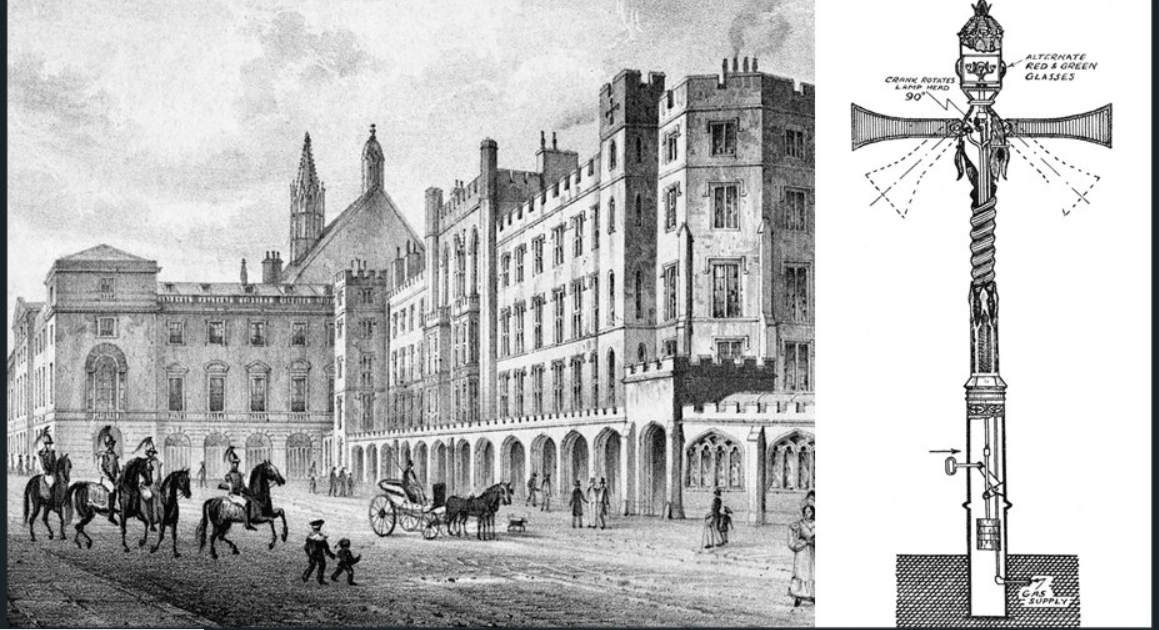 ALTERNATE
RED & GREEN
GLASSES
CRANK ROTATES
LAMP HEAD
90°
GAS
SUPPLY